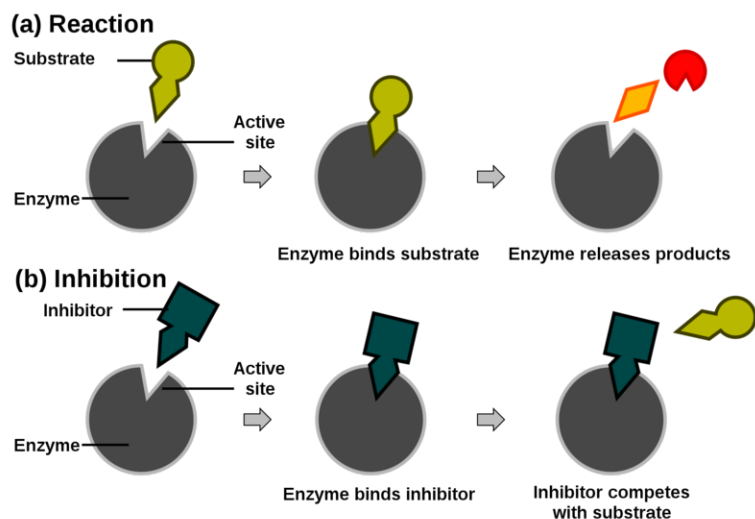 (a) Reaction
Substrate
Active
site
Enzyme
Enzyme binds substrate
Enzyme releases products
(b) Inhibition
Inhibitor
Active
site
Enzyme
Enzyme binds inhibitor
Inhibitor competes
with substrate